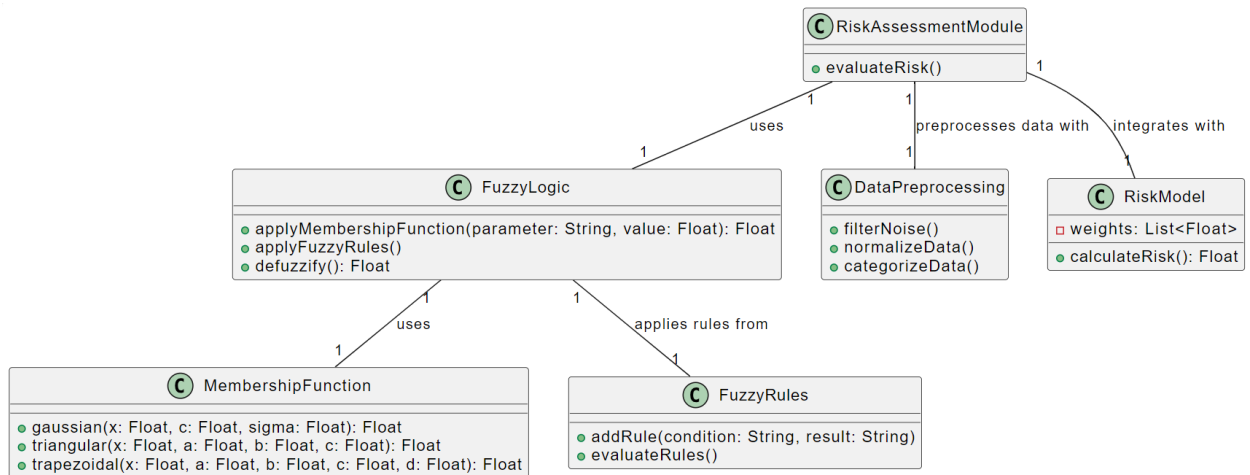 C RiskAssessmentModule
evaluateRisk()
1
1
1
uses
preprocesses data with
integrates with
1
1
1
C FuzzyLogic
applyMembershipFunction(parameter: String, value: Float): Float
applyFuzzyRules()
defuzzify(): Float
C DataPreprocessing
filterNoise()
normalizeData()
categorizeData()
C RiskModel
weights: List<Float>
calculateRisk(): Float
1
1
uses
applies rules from
1
1
C MembershipFunction
gaussian(x: Float, c: Float, sigma: Float): Float
triangular(x: Float, a: Float, b: Float, c: Float): Float
trapezoidal(x: Float, a: Float, b: Float, c: Float, d: Float): Float
C FuzzyRules
addRule(condition: String, result: String)
evaluateRules()